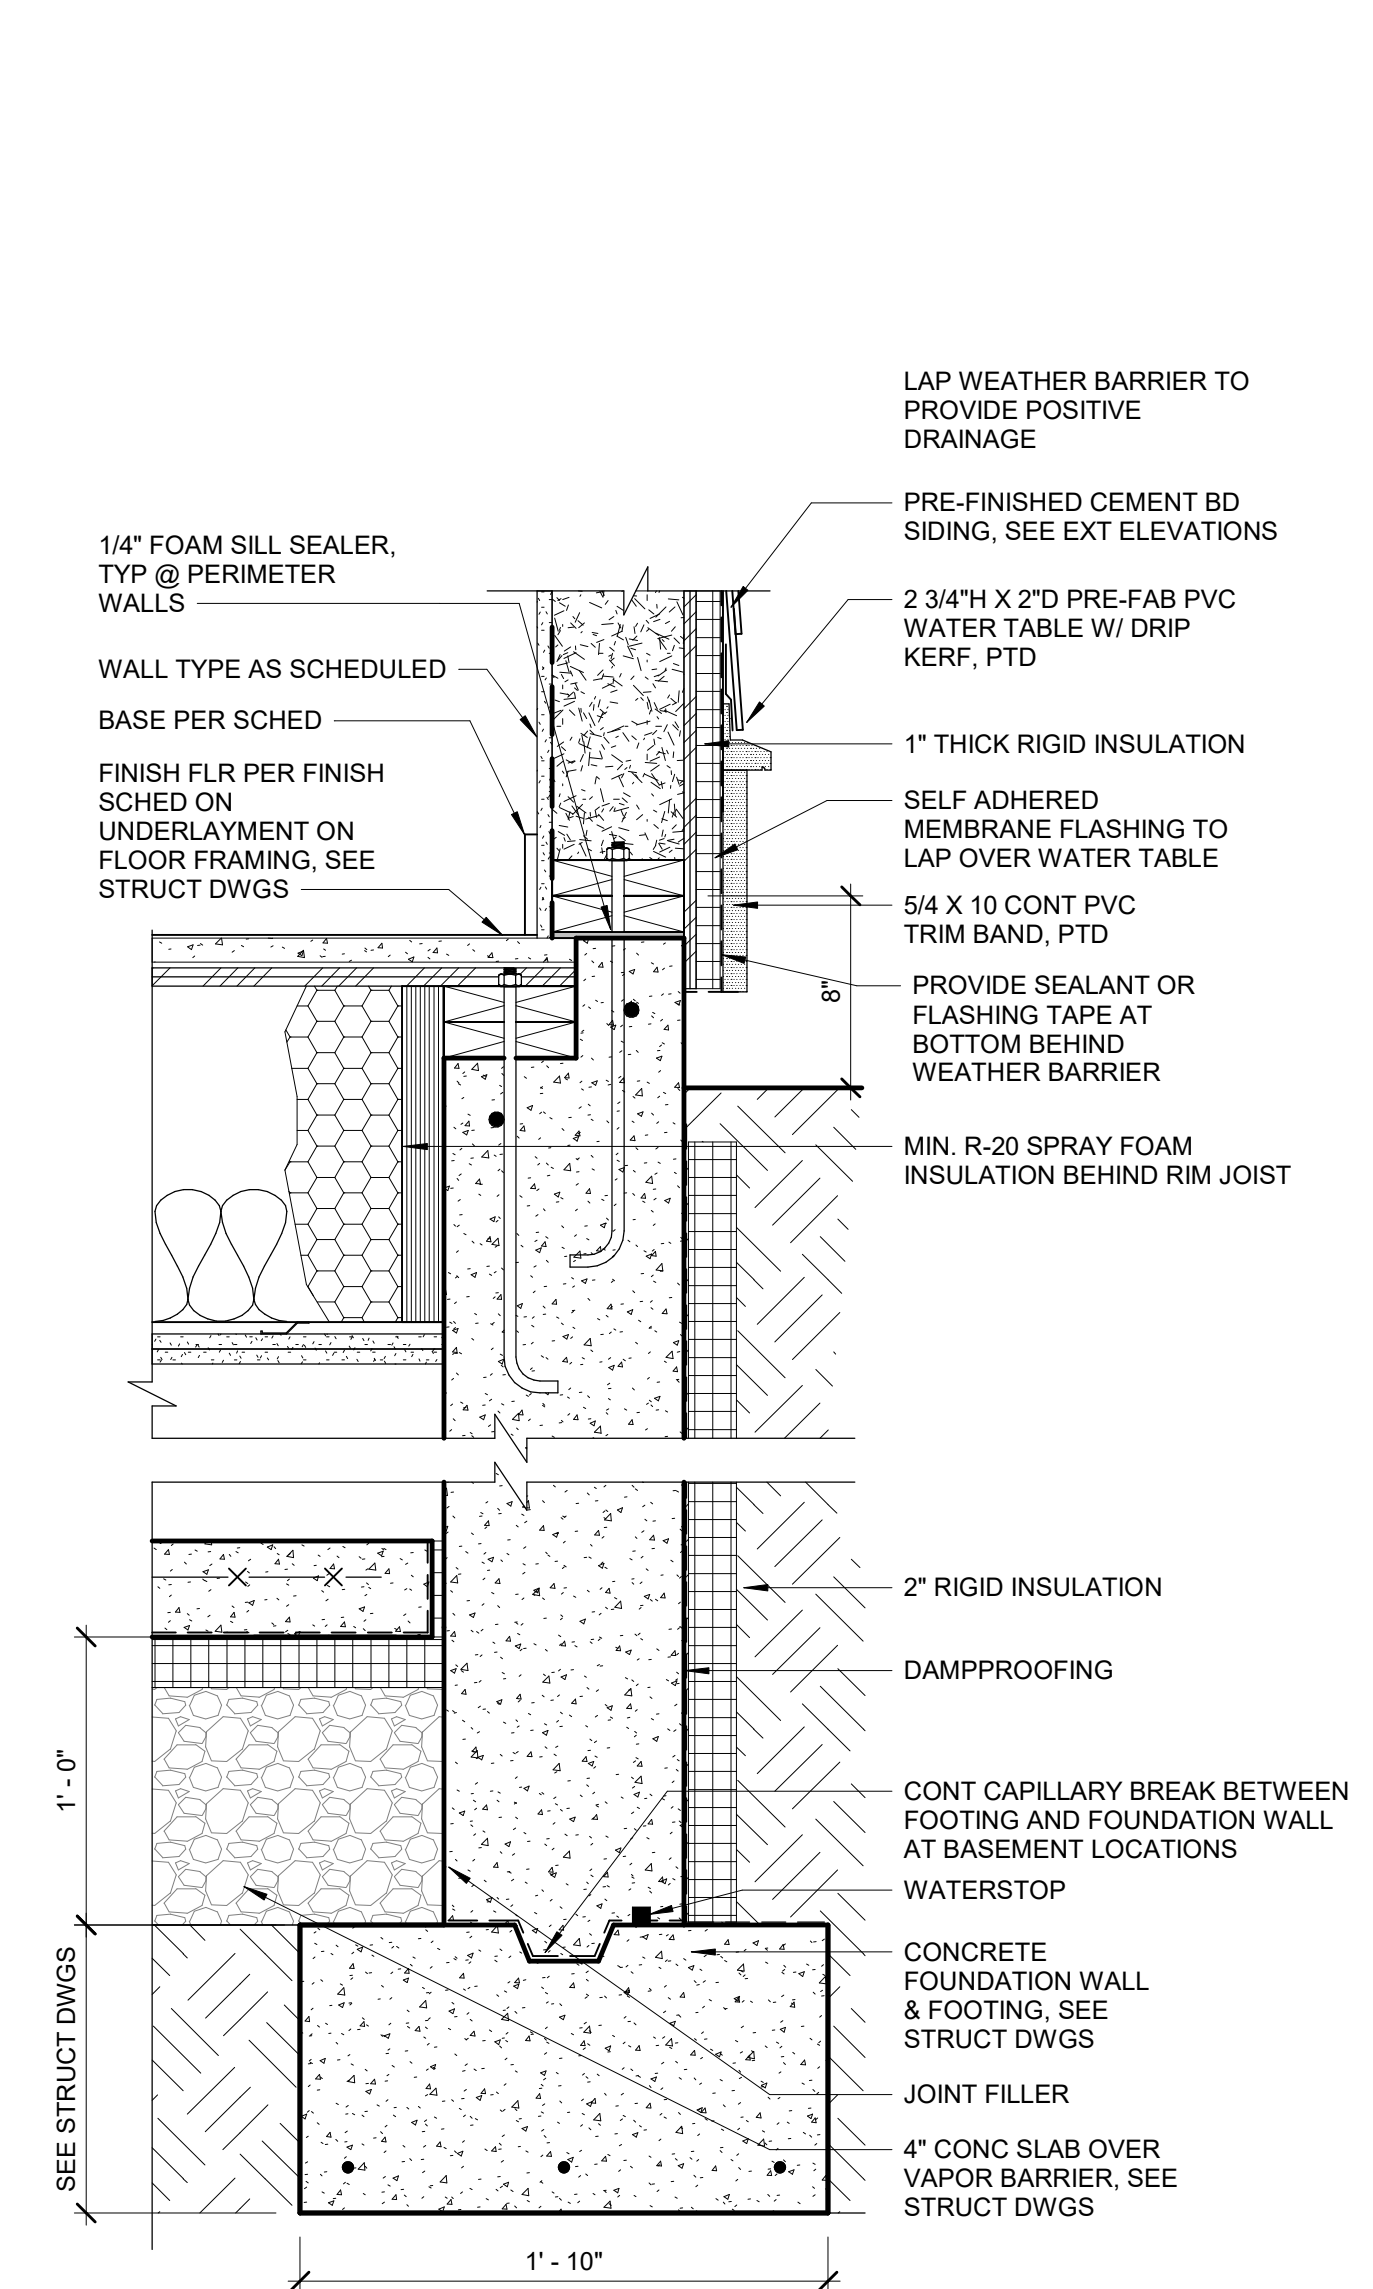 LAP WEATHER BARRIER TO
PROVIDE POSITIVE
DRAINAGE
PRE-FINISHED CEMENT BD
SIDING, SEE EXT ELEVATIONS
2 3/4"H X 2"D PRE-FAB PVC
WATER TABLE W/ DRIP
KERF, PTD
1" THICK RIGID INSULATION
SELF ADHERED
MEMBRANE FLASHING TO
LAP OVER WATER TABLE
5/4 X 10 CONT PVC
TRIM BAND, PTD
PROVIDE SEALANT OR
FLASHING TAPE AT
BOTTOM BEHIND
WEATHER BARRIER
8"
MIN. R-20 SPRAY FOAM
INSULATION BEHIND RIM JOIST
1/4" FOAM SILL SEALER,
TYP @ PERIMETER
WALLS
WALL TYPE AS SCHEDULED
BASE PER SCHED
FINISH FLR PER FINISH
SCHED ON
UNDERLAYMENT ON
FLOOR FRAMING, SEE
STRUCT DWGS
2" RIGID INSULATION
DAMPPROOFING
CONT CAPILLARY BREAK BETWEEN
FOOTING AND FOUNDATION WALL
AT BASEMENT LOCATIONS
WATERSTOP
CONCRETE
FOUNDATION WALL
& FOOTING, SEE
STRUCT DWGS
JOINT FILLER
4" CONC SLAB OVER
VAPOR BARRIER, SEE
STRUCT DWGS
1' - 0"
SEE STRUCT DWGS
1' - 10"